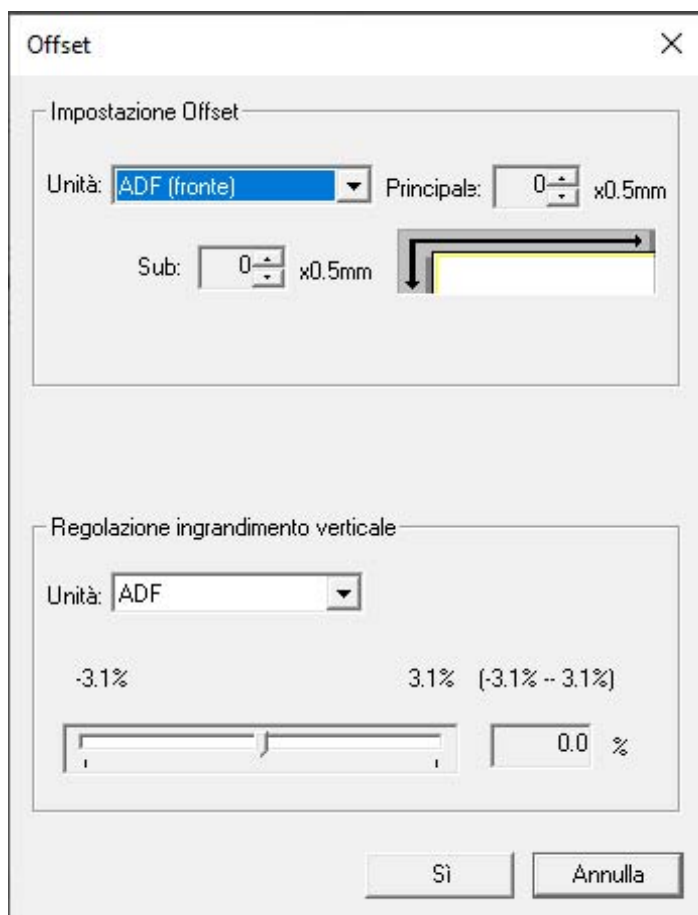 Offset
Impostazione Offset
Unità: ADF (fronte) Principale: 0 x0.5mm
Sub: 0 x0.5mm
Regolazione ingrandimento verticale
Unità: ADF
-3.1% 3.1% (-3.1% -- 3.1%)
0.0 %
Sì Annulla